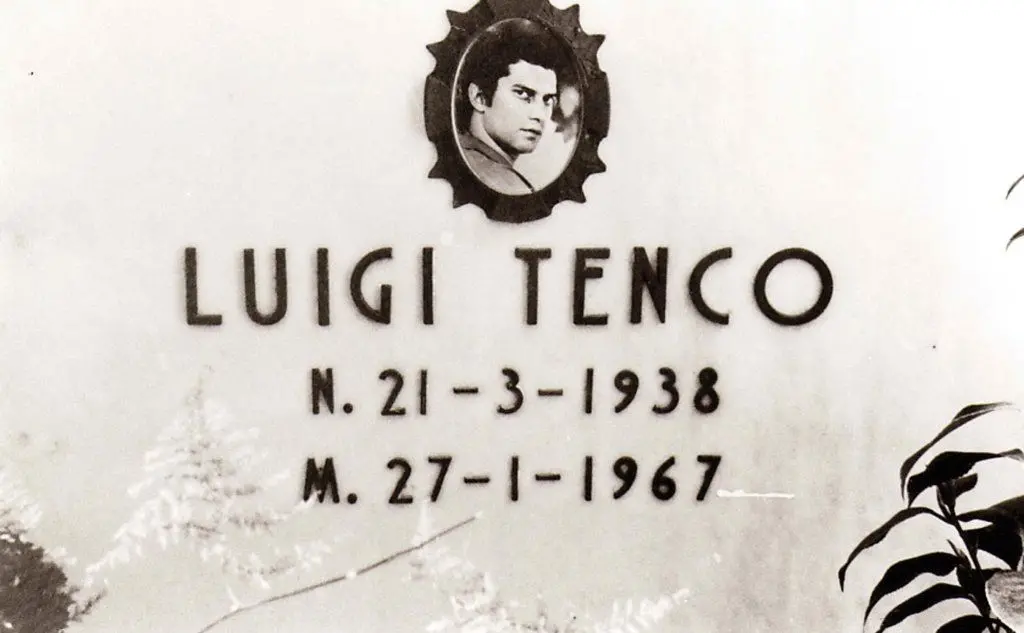 LUIGI TENCO
N. 21-3-1938
M. 27-1-1967